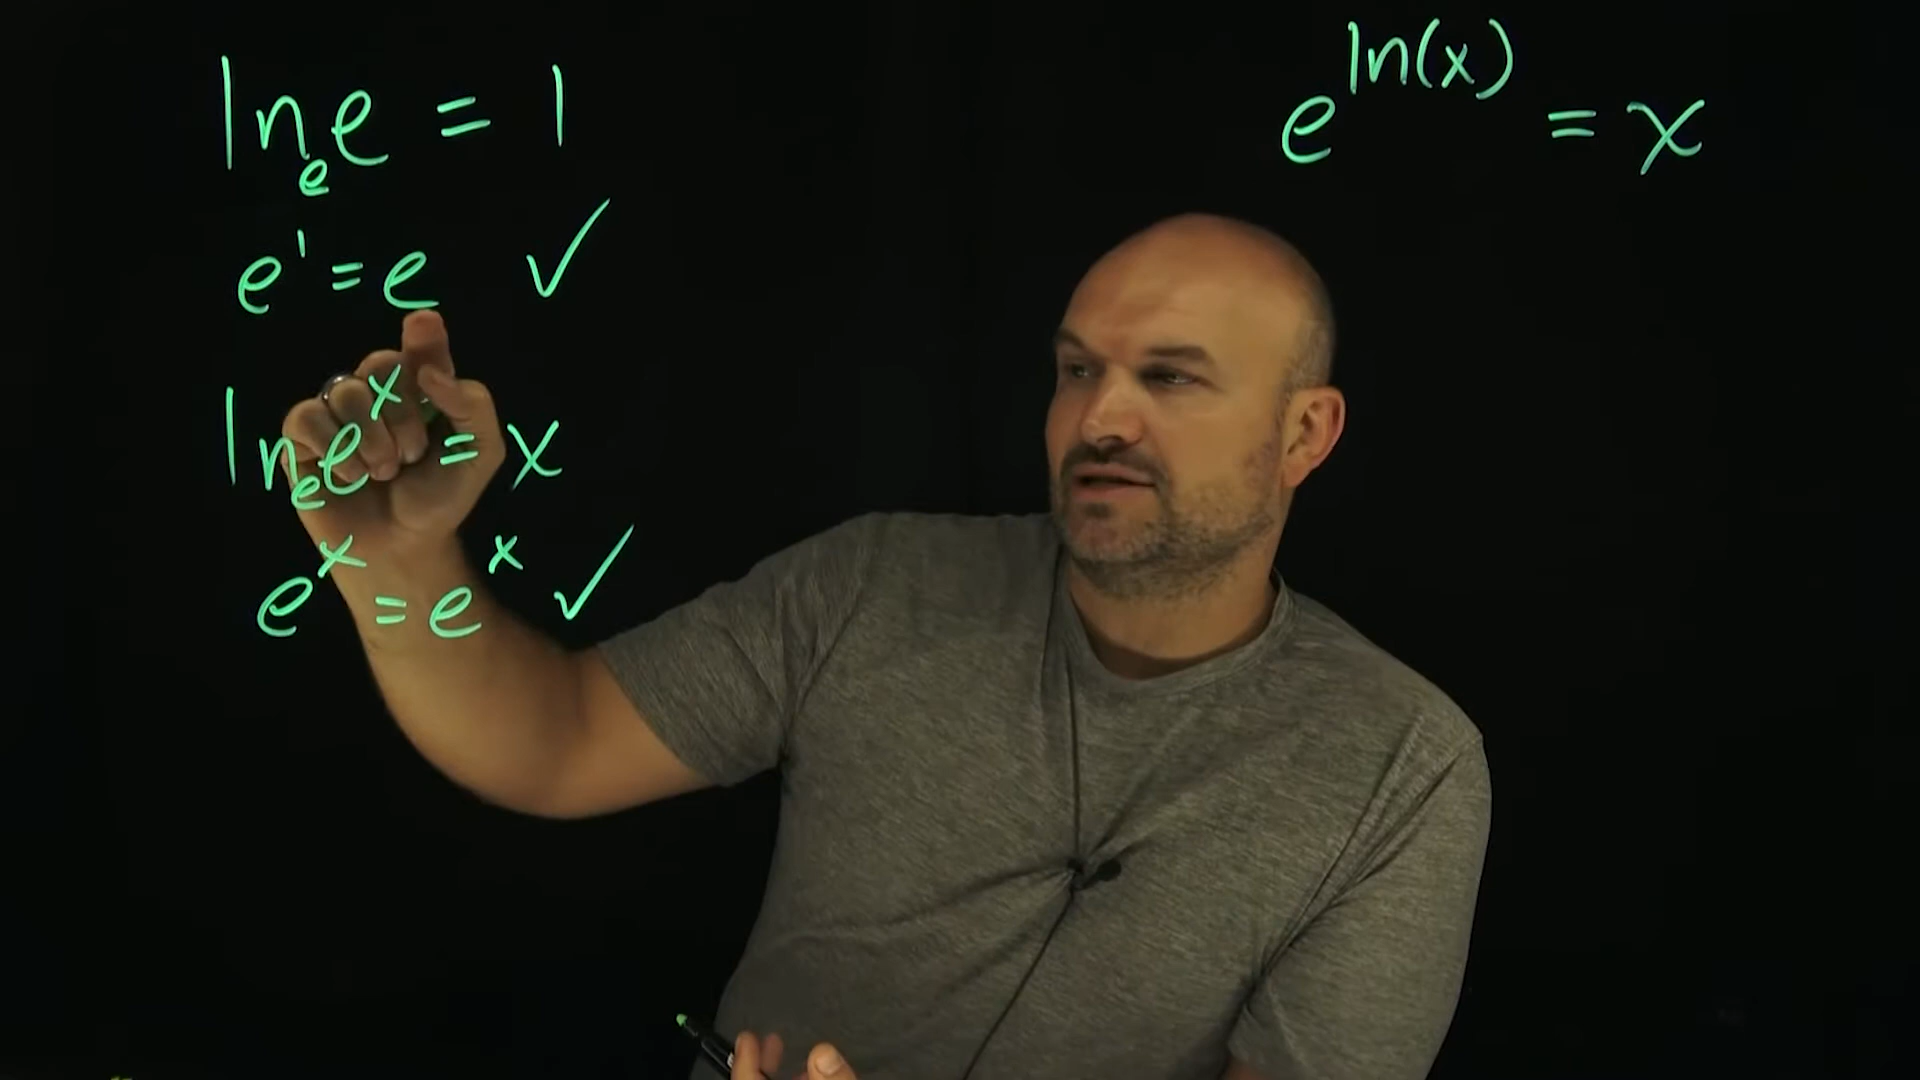 lnₑe = 1
e¹ = e ✓
lnₑeˣ = x
eˣ = eˣ ✓
e^ln(x) = x